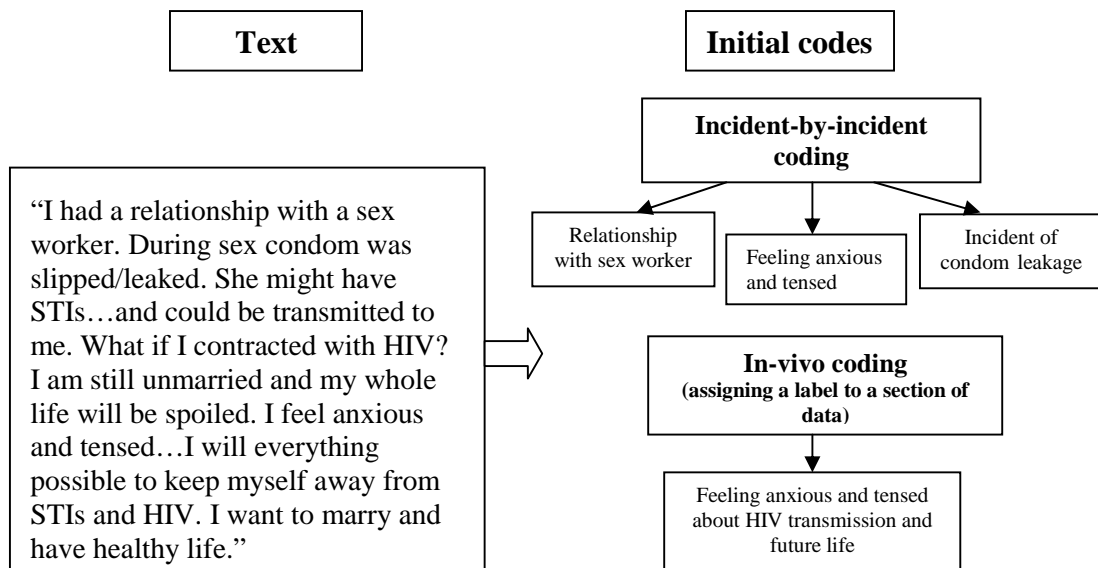 Text
Initial codes
Incident-by-incident
coding
Relationship
with sex worker
Feeling anxious
and tensed
Incident of
condom leakage
“I had a relationship with a sex
worker. During sex condom was
slipped/leaked. She might have
STIs…and could be transmitted to
me. What if I contracted with HIV?
I am still unmarried and my whole
life will be spoiled. I feel anxious
and tensed…I will everything
possible to keep myself away from
STIs and HIV. I want to marry and
have healthy life.”
In-vivo coding
(assigning a label to a section of
data)
Feeling anxious and tensed
about HIV transmission and
future life